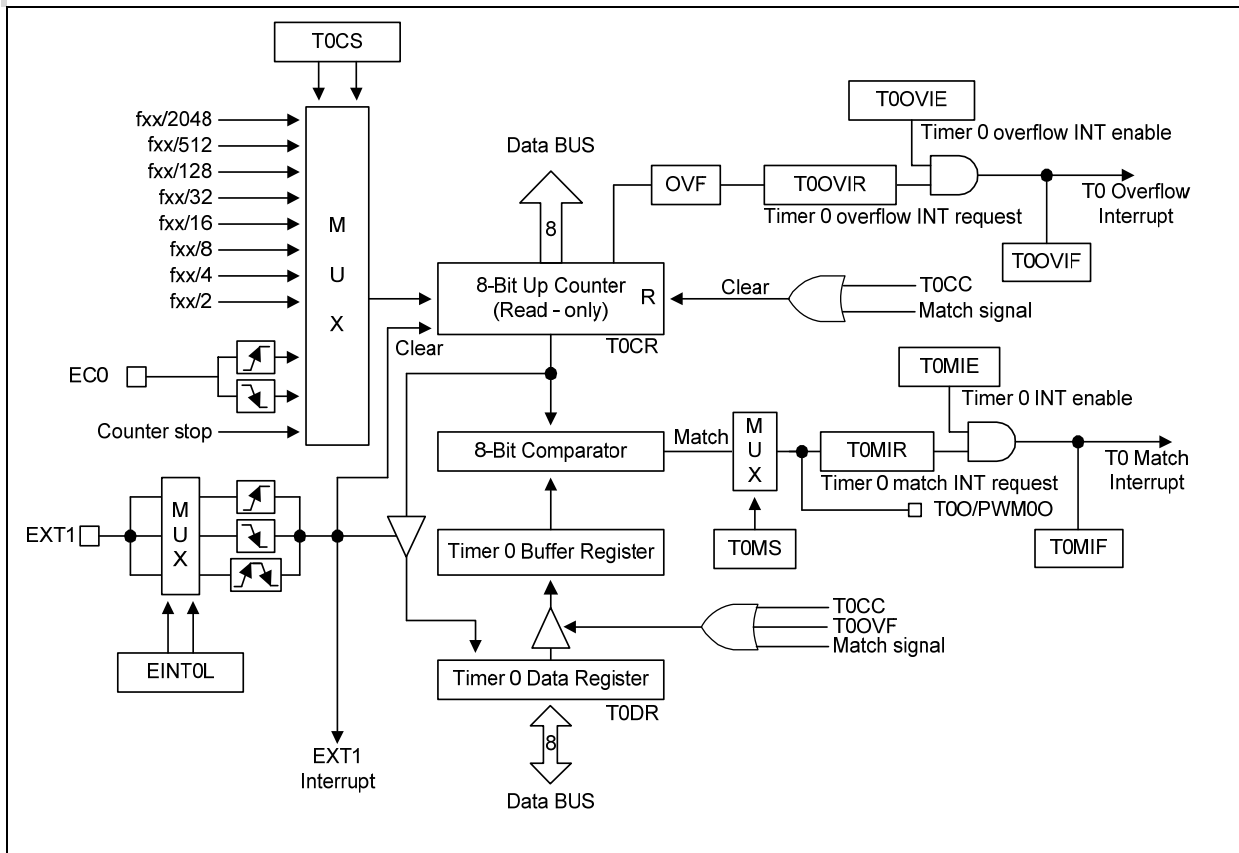 T0CS
fxx/2048
fxx/512
fxx/128
fxx/32
fxx/16
fxx/8
fxx/4
fxx/2
M
U
X
EC0
Counter stop
Data BUS
8
8-Bit Up Counter
(Read - only)
R
T0CR
Clear
OVF
T0OVIR
Timer 0 overflow INT request
T0OVIE
Timer 0 overflow INT enable
T0 Overflow
Interrupt
T0OVIF
Clear
T0CC
Match signal
8-Bit Comparator
Match
M
U
X
T0MS
T0MIR
Timer 0 match INT request
T0MIE
Timer 0 INT enable
T0 Match
Interrupt
T0O/PWM0O
T0MIF
EXT1
M
U
X
EINT0L
EXT1
Interrupt
Timer 0 Buffer Register
T0CC
T0OVF
Match signal
Timer 0 Data Register
T0DR
8
Data BUS